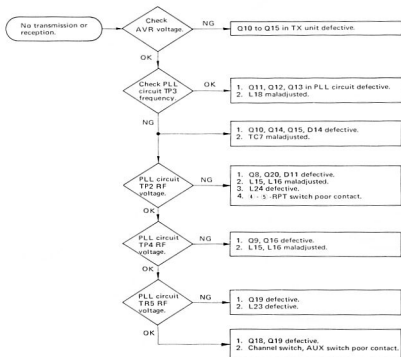 No transmission or
reception.
Check
AVR voltage.
NG
Q10 to Q15 in TX unit defective.
OK
Check PLL
circuit TP3
frequency.
OK
1. Q11, Q12, Q13 in PLL circuit defective.
2. L18 maladjusted.
NG
1. Q10, Q14, Q15, D14 defective.
2. TC7 maladjusted.
PLL circuit
TP2 RF
voltage.
NG
1. Q8, Q20, D11 defective.
2. L15, L16 maladjusted.
3. L24 defective.
4. -RPT switch poor contact.
OK
PLL circuit
TP4 RF
voltage.
NG
1. Q9, Q16 defective.
2. L15, L16 maladjusted.
OK
PLL circuit
TR5 RF
voltage.
NG
1. Q19 defective.
2. L23 defective.
OK
1. Q18, Q19 defective.
2. Channel switch, AUX switch poor contact.